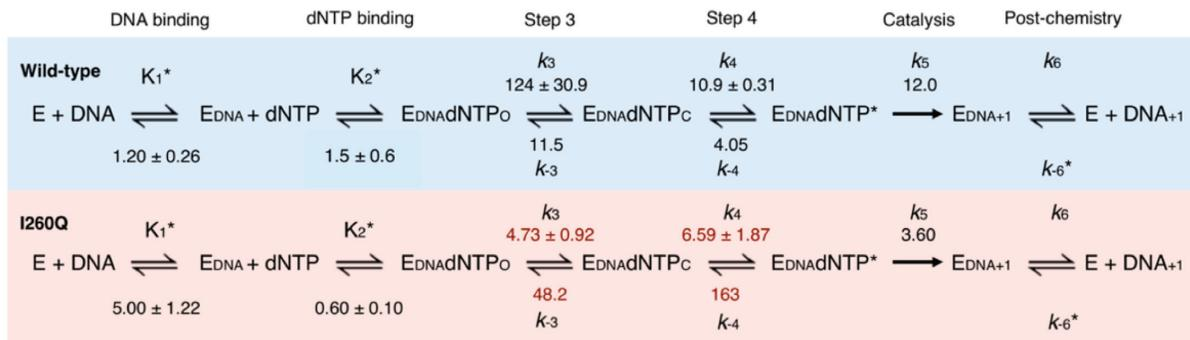 DNA binding dNTP binding Step 3 Step 4 Catalysis Post-chemistry
Wild-type K1* K2* k3 k4 k5 k6
124 ± 30.9 10.9 ± 0.31 12.0
E + DNA ⇌ EDNA + dNTP ⇌ EDNAdNTPO ⇌ EDNAdNTPC ⇌ EDNAdNTP* → EDNA+1 ⇌ E + DNA+1
1.20 ± 0.26 1.5 ± 0.6 11.5 4.05
k-3 k-4 k-6*
I260Q K1* K2* k3 k4 k5 k6
4.73 ± 0.92 6.59 ± 1.87 3.60
E + DNA ⇌ EDNA + dNTP ⇌ EDNAdNTPO ⇌ EDNAdNTPC ⇌ EDNAdNTP* → EDNA+1 ⇌ E + DNA+1
5.00 ± 1.22 0.60 ± 0.10 48.2 163
k-3 k-4 k-6*